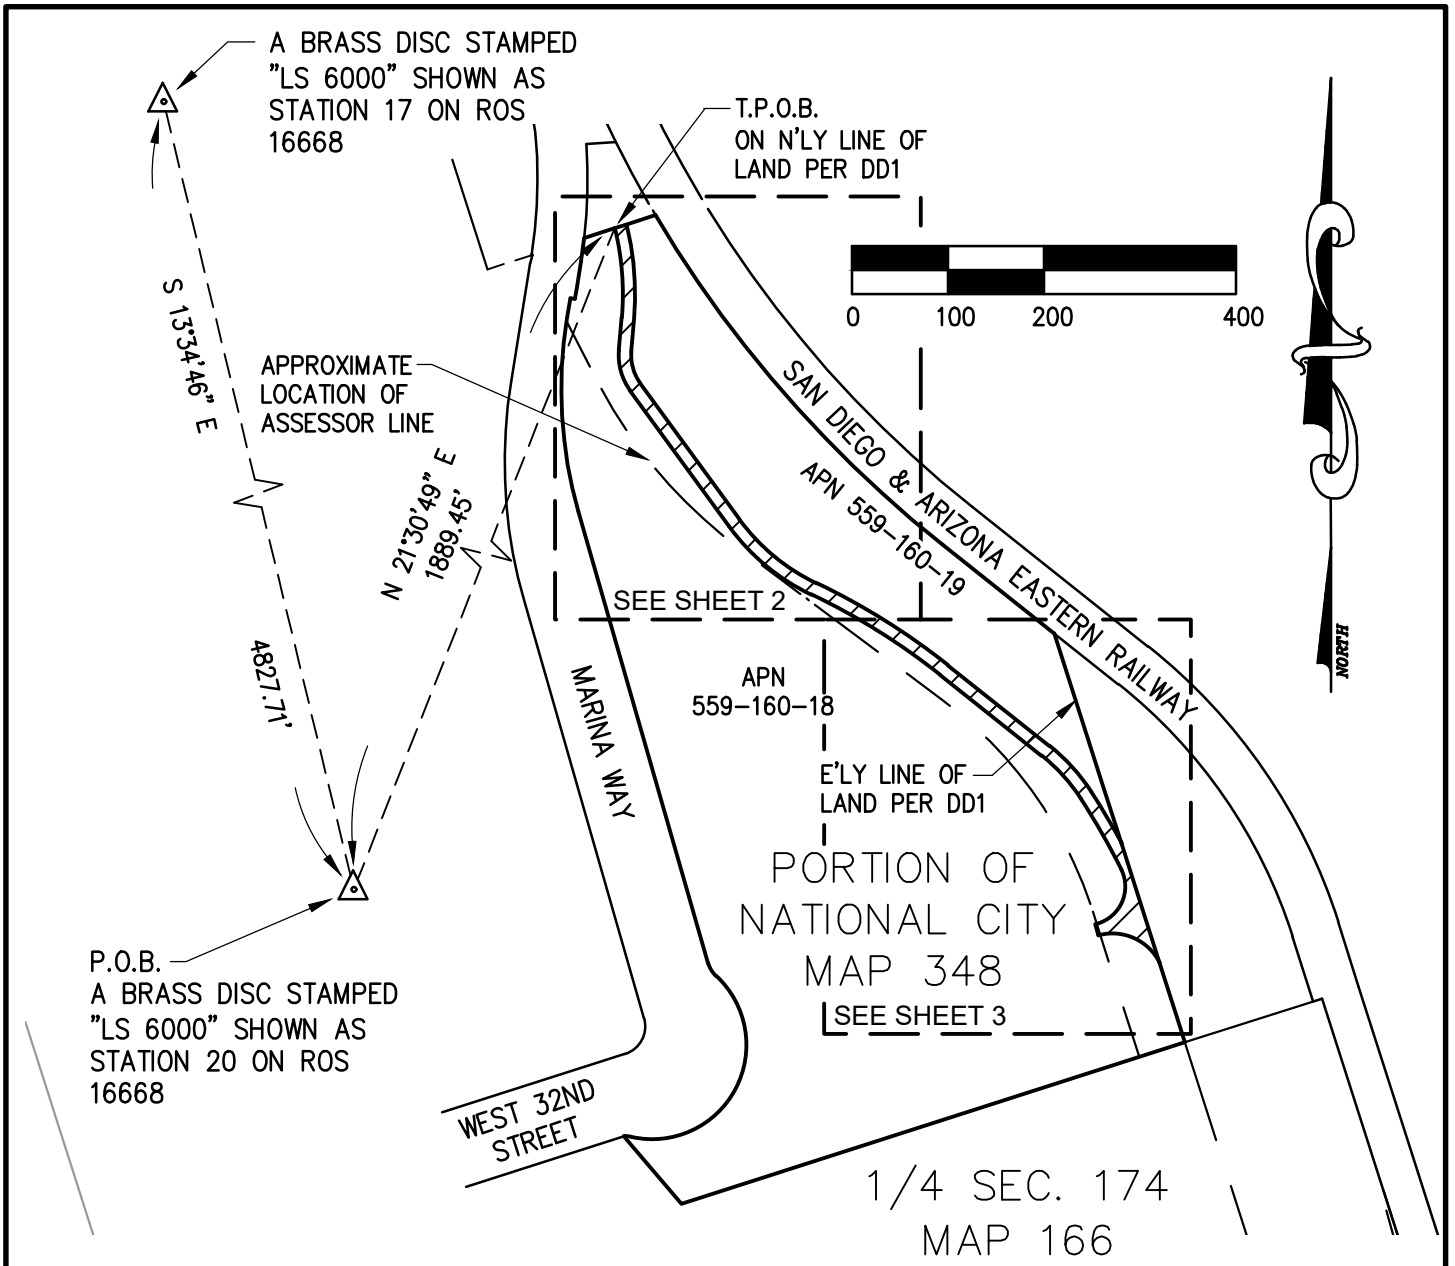 A BRASS DISC STAMPED
"LS 6000" SHOWN AS
STATION 17 ON ROS
16668
T.P.O.B.
ON N'LY LINE OF
LAND PER DD1
0
100
200
400
S 13°34'46" E
4827.71'
APPROXIMATE
LOCATION OF
ASSESSOR LINE
N 21°30'49" E
1889.45'
SAN DIEGO & ARIZONA EASTERN RAILWAY
APN 559-160-19
SEE SHEET 2
NORTH
APN
559-160-18
MARINA WAY
E'LY LINE OF
LAND PER DD1
PORTION OF
NATIONAL CITY
MAP 348
SEE SHEET 3
P.O.B.
A BRASS DISC STAMPED
"LS 6000" SHOWN AS
STATION 20 ON ROS
16668
WEST 32ND
STREET
1/4 SEC. 174
MAP 166